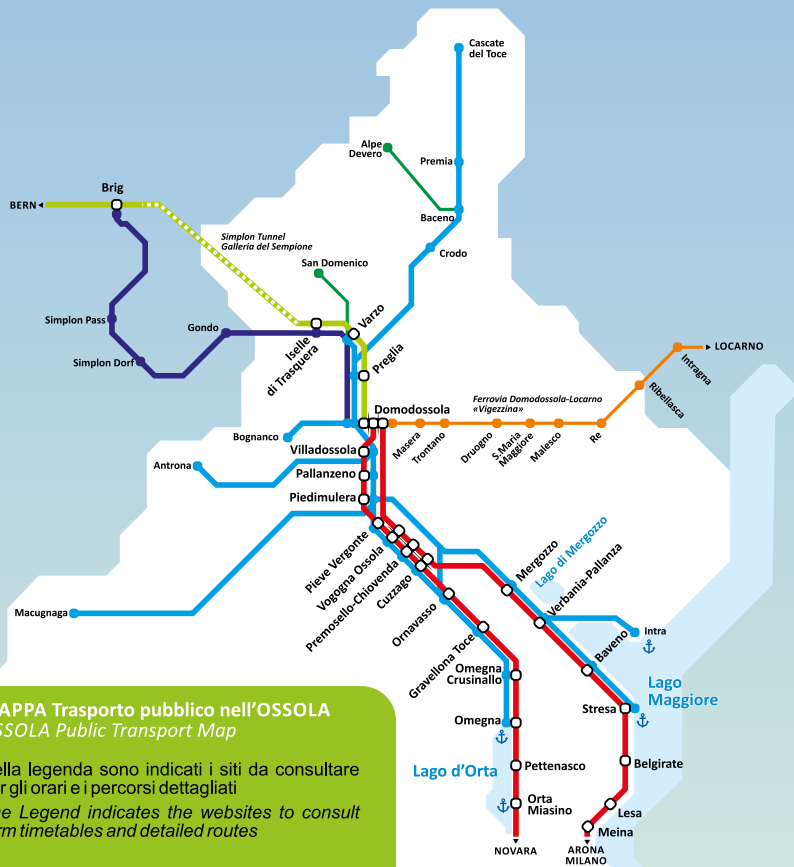 Cascate
del Toce
Alpe
Devero
Premia
Brig
BERN
Baceno
Simplon Tunnel
Galleria del Sempione
Crodo
San Domenico
Simplon Pass
Gondo
Varzo
Iselle
di Trasquera
Simplon Dorf
Preglia
LOCARNO
Intragna
Ribellasca
Ferrovia Domodossola-Locarno
«Vigezzina»
Domodossola
Bognanco
Masera
Trontano
Druogno
S.Maria
Maggiore
Malesco
Re
Villadossola
Antrona
Pallanzeno
Piedimulera
Pieve Vergonte
Vogogna Ossola
Premosello-Chiovenda
Cuzzago
Mergozzo
Lago di Mergozzo
Verbania-Pallanza
Macugnaga
Ornavasso
Gravellona Toce
Baveno
Intra
Omegna
Crusinallo
Lago
Maggiore
Stresa
Omegna
Lago d'Orta
Pettenasco
Belgirate
Orta
Miasino
Lesa
Meina
NOVARA
ARONA
MILANO
APPA Trasporto pubblico nell'OSSOLA
SSOLA Public Transport Map
ella legenda sono indicati i siti da consultare
r gli orari e i percorsi dettagliati
e Legend indicates the websites to consult
rm timetables and detailed routes